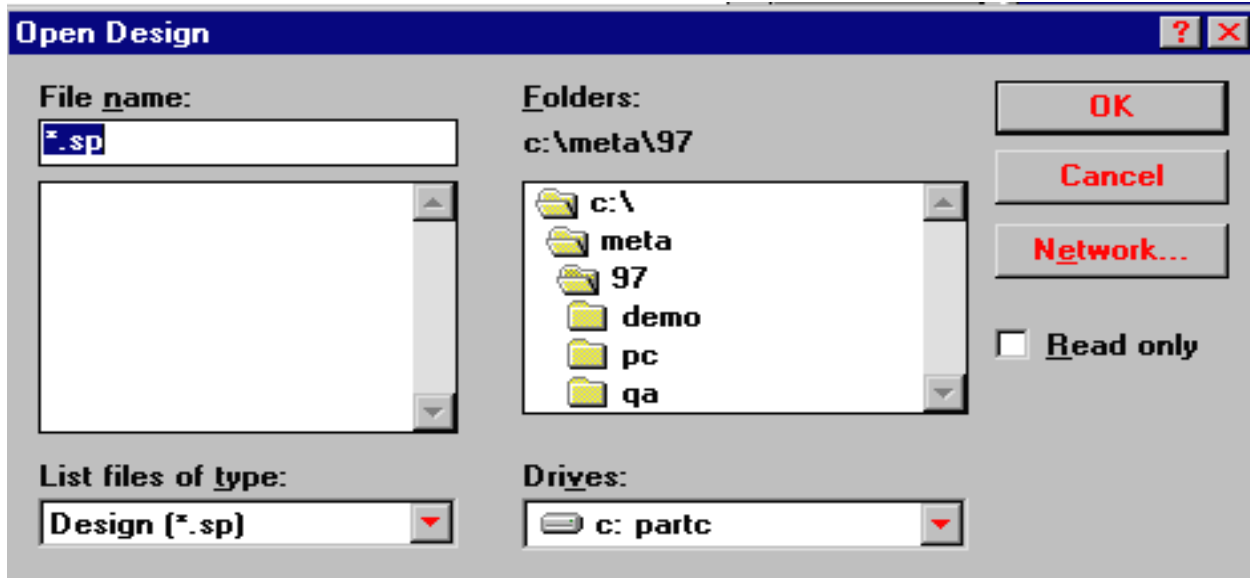 Open Design
File name:
*.sp
Folders:
c:\meta\97
c:\
meta
97
demo
pc
qa
OK
Cancel
Network...
Read only
List files of type:
Design (*.sp)
Drives:
c: partc